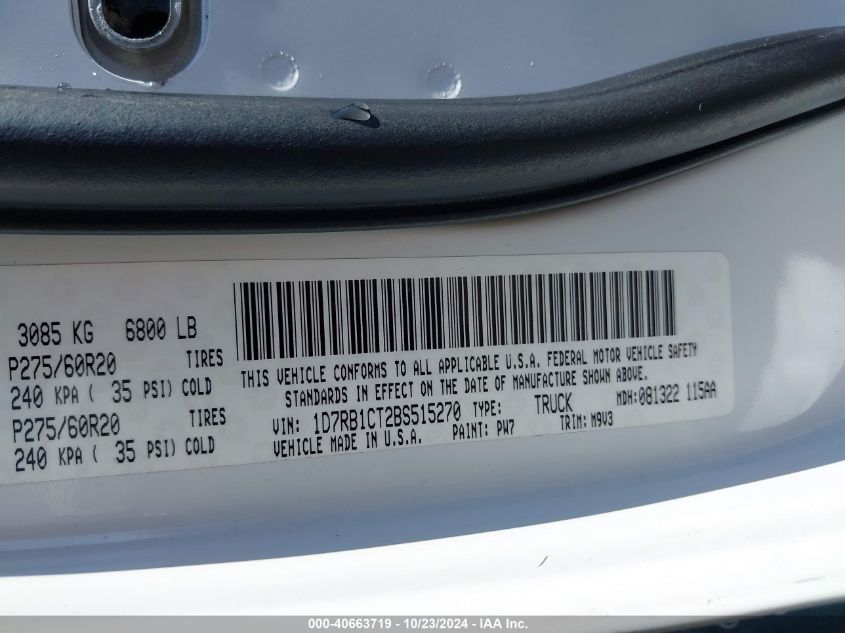 3085 KG 6800 LB
P275/60R20 TIRES
240 KPA ( 35 PSI) COLD
P275/60R20 TIRES
240 KPA ( 35 PSI) COLD
THIS VEHICLE CONFORMS TO ALL APPLICABLE U.S.A. FEDERAL MOTOR VEHICLE SAFETY
STANDARDS IN EFFECT ON THE DATE OF MANUFACTURE SHOWN ABOVE.
VIN: 1D7RB1CT2BS515270 TYPE: TRUCK MDH: 081322 115AA
VEHICLE MADE IN U.S.A. PAINT: PW7 TRIM: M9V3
000-40663719 - 10/23/2024 - www.iaai.com